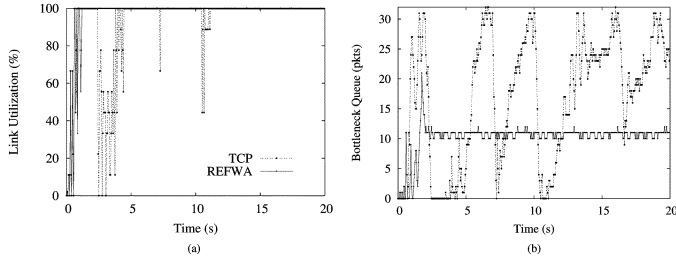 Link Utilization (%)
100
80
60
40
20
0
TCP
REFWA
0
5
10
15
20
Time (s)
(a)
Bottleneck Queue (pkts)
30
25
20
15
10
5
0
0
5
10
15
20
Time (s)
(b)